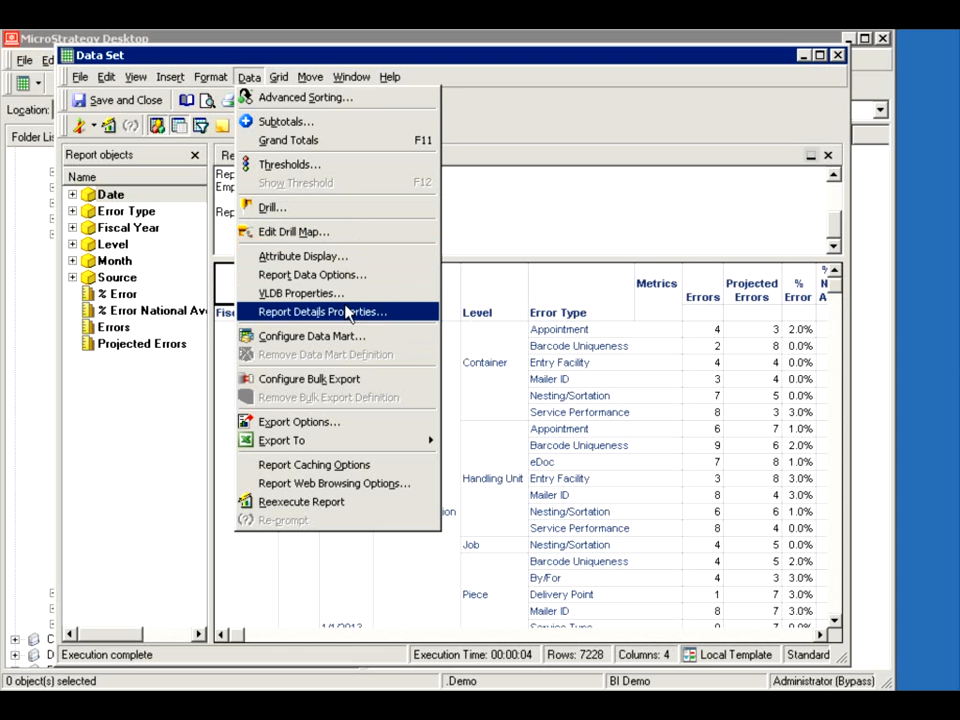 MicroStrategy Desktop
Data Set
File
File Edit View Insert Format Data Grid Move Window Help
Save and Close
Location:
Folder Lis
Report objects
Name
Date
Error Type
Fiscal Year
Level
Month
Source
% Error
% Error National Av
Errors
Projected Errors
Advanced Sorting...
Subtotals...
Grand Totals F11
Thresholds...
Show Threshold F12
Drill...
Edit Drill Map...
Attribute Display...
Report Data Options...
VLDB Properties...
Report Details Properties...
Configure Data Mart...
Remove Data Mart Definition
Configure Bulk Export
Remove Bulk Export Definition
Export Options...
Export To
Report Caching Options
Report Web Browsing Options...
Reexecute Report
Re-prompt
Metrics Errors Projected Errors % Error
Level Error Type
Appointment 4 3 2.0%
Barcode Uniqueness 2 8 0.0%
Container Entry Facility 4 4 0.0%
Mailer ID 3 4 0.0%
Nesting/Sortation 7 5 0.0%
Service Performance 8 3 3.0%
Appointment 6 7 1.0%
Barcode Uniqueness 9 6 2.0%
eDoc 7 8 1.0%
Handling Unit Entry Facility 3 8 3.0%
Mailer ID 8 4 3.0%
Nesting/Sortation 6 6 1.0%
Service Performance 8 4 0.0%
Job Nesting/Sortation 4 5 0.0%
Barcode Uniqueness 4 5 3.0%
By/For 4 3 3.0%
Piece Delivery Point 1 7 3.0%
Mailer ID 8 7 3.0%
Execution complete
Execution Time: 00:00:04 Rows: 7228 Columns: 4 Local Template Standard
0 object(s) selected .Demo BI Demo Administrator (Bypass)